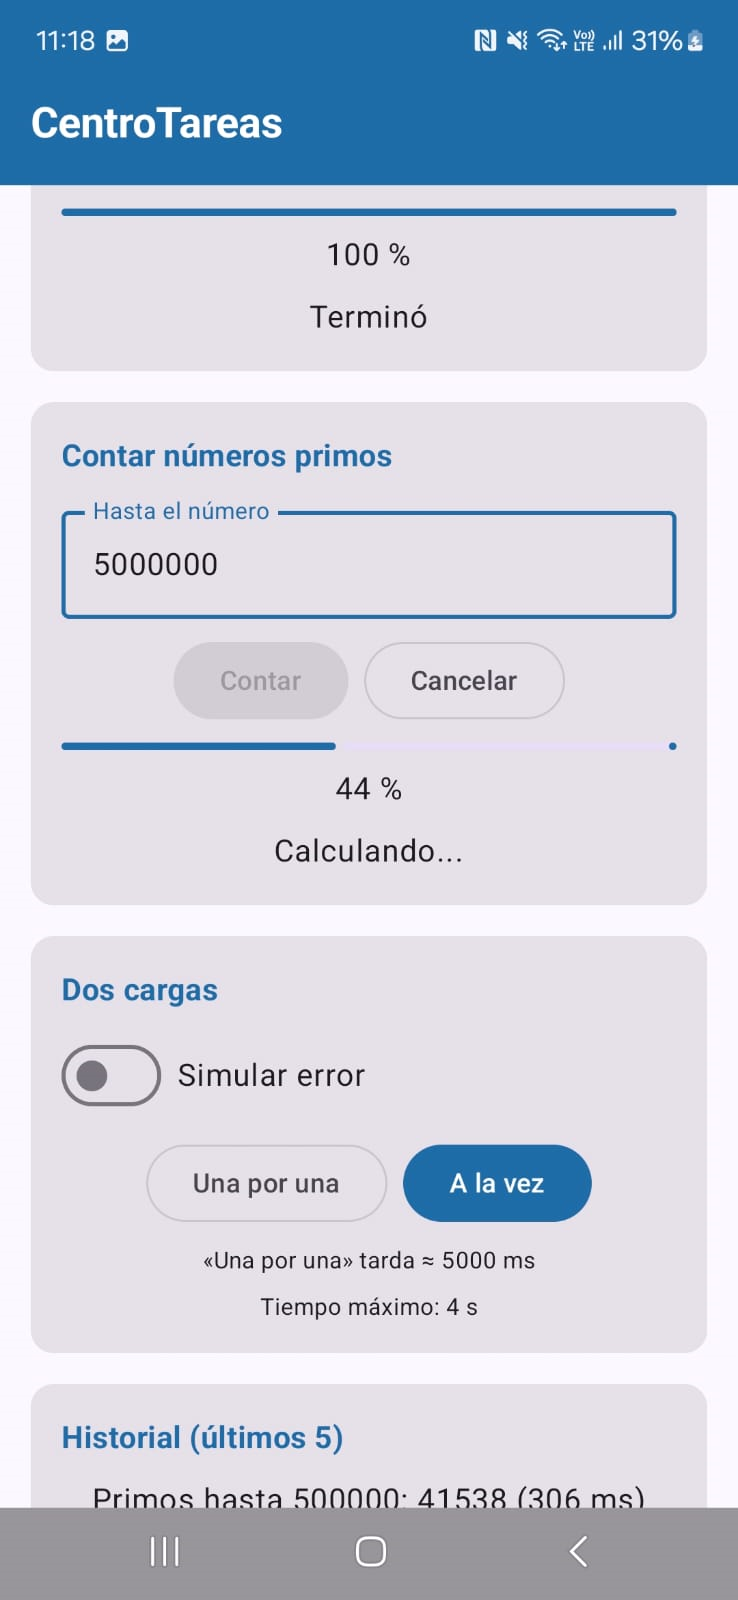 11:18
Vo))
LTE
31%
CentroTareas
100 %
Terminó
Contar números primos
Hasta el número
5000000
Contar Cancelar
44 %
Calculando...
Dos cargas
Simular error
Una por una A la vez
«Una por una» tarda ≈ 5000 ms
Tiempo máximo: 4 s
Historial (últimos 5)
Primos hasta 500000: 41538 (306 ms)